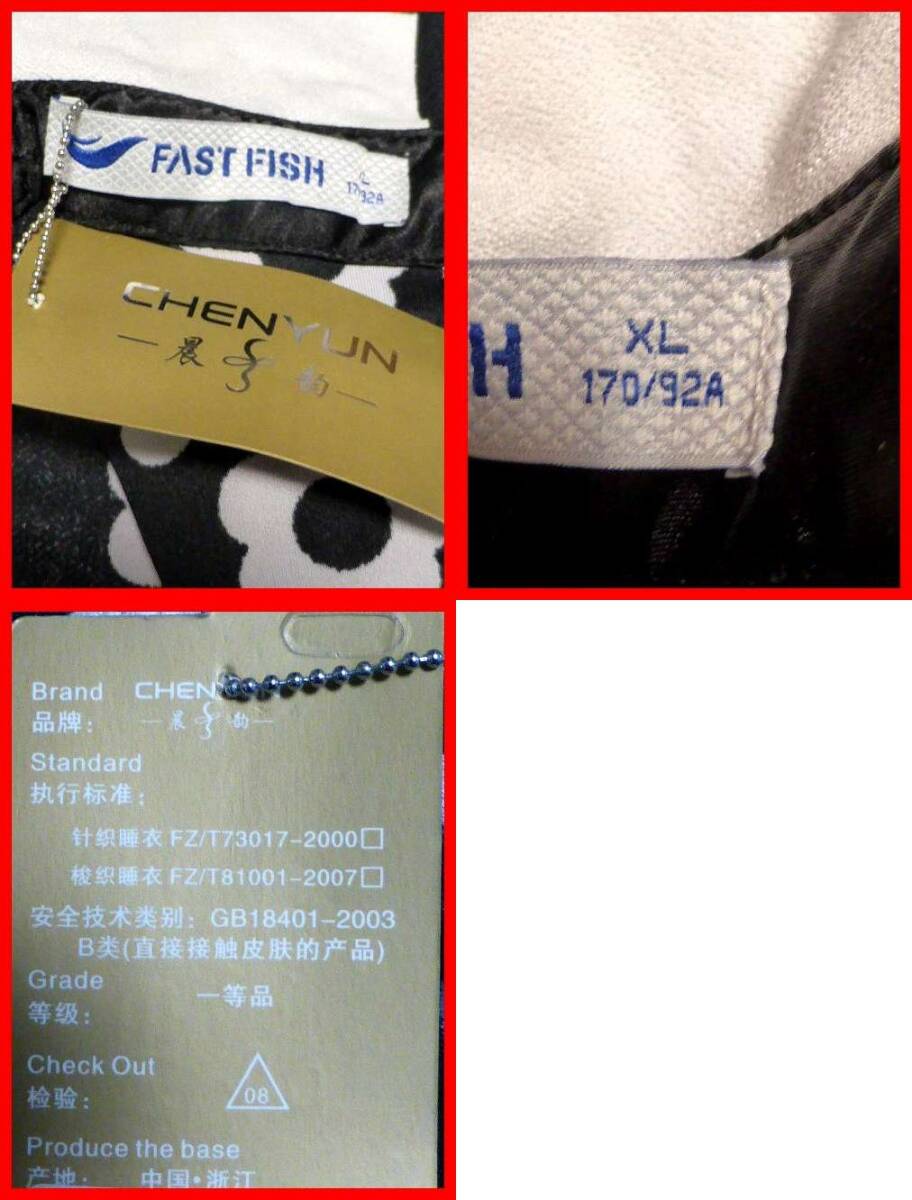 FAST FISH
CHENYUN
晨 韵
H
XL
170/92A
Brand CHEN
品牌: 晨 韵
Standard
执行标准:
针织睡衣 FZ/T73017-2000□
梭织睡衣 FZ/T81001-2007□
安全技术类别: GB18401-2003
B类(直接接触皮肤的产品)
Grade
等级: 一等品
Check Out
检验: 08
Produce the base
产地: 中国·浙江